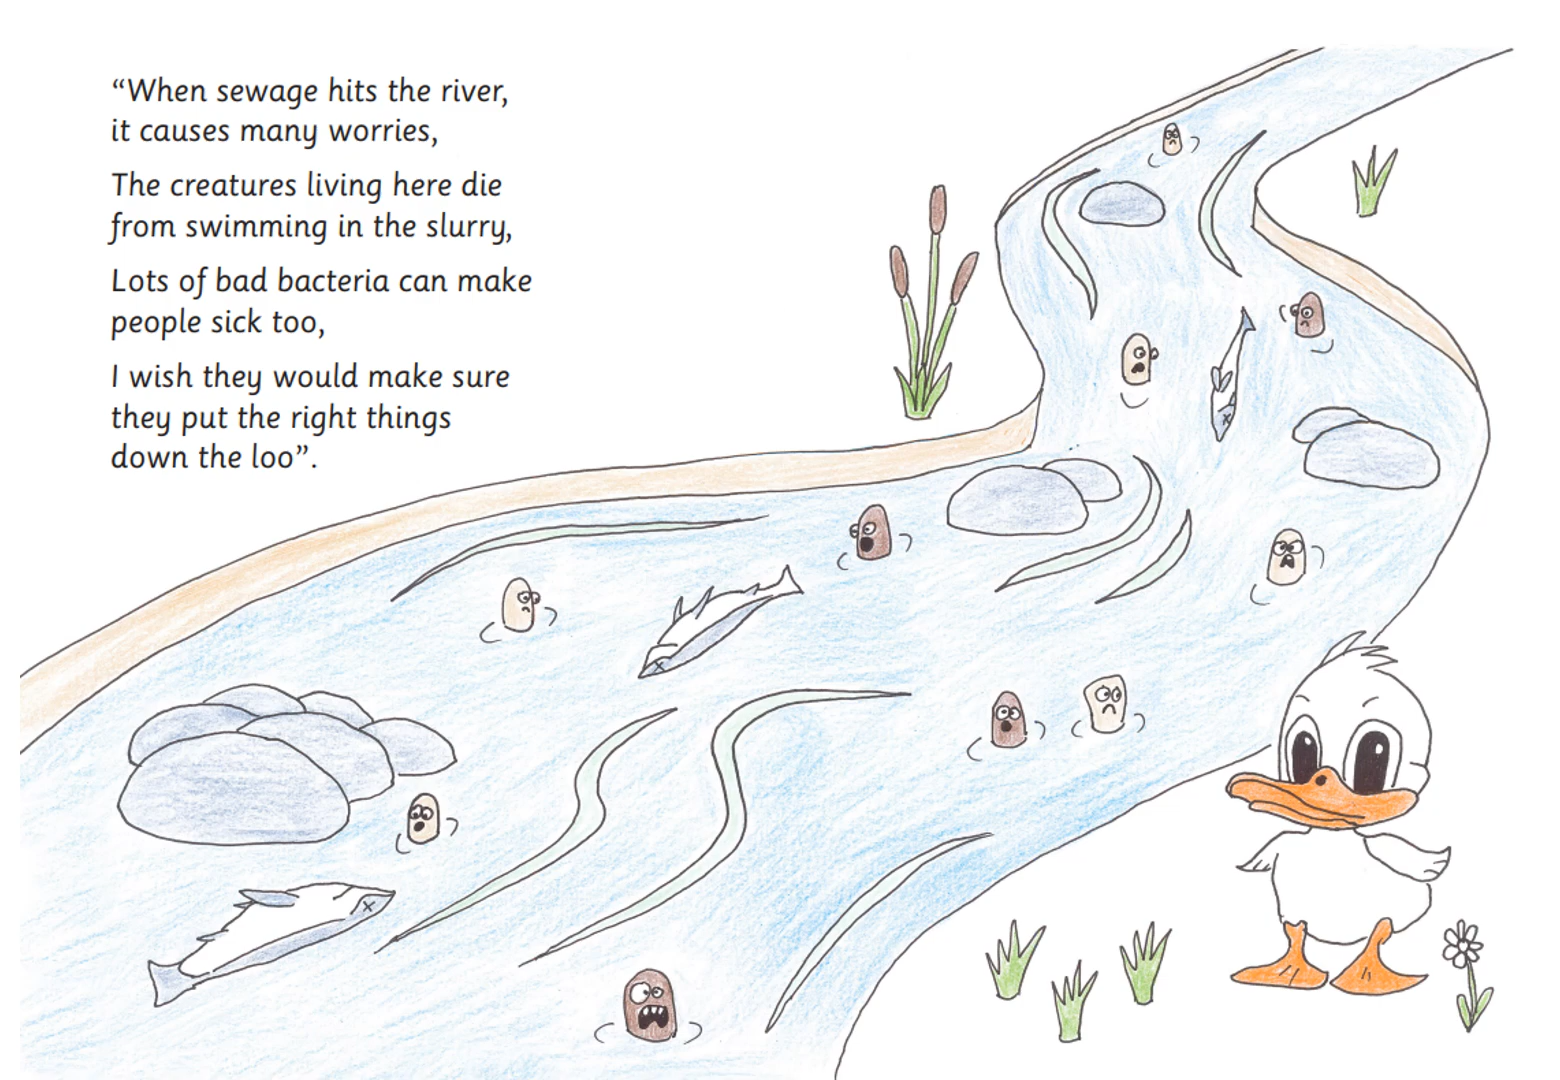 “When sewage hits the river,
it causes many worries,
The creatures living here die
from swimming in the slurry,
Lots of bad bacteria can make
people sick too,
I wish they would make sure
they put the right things
down the loo”.